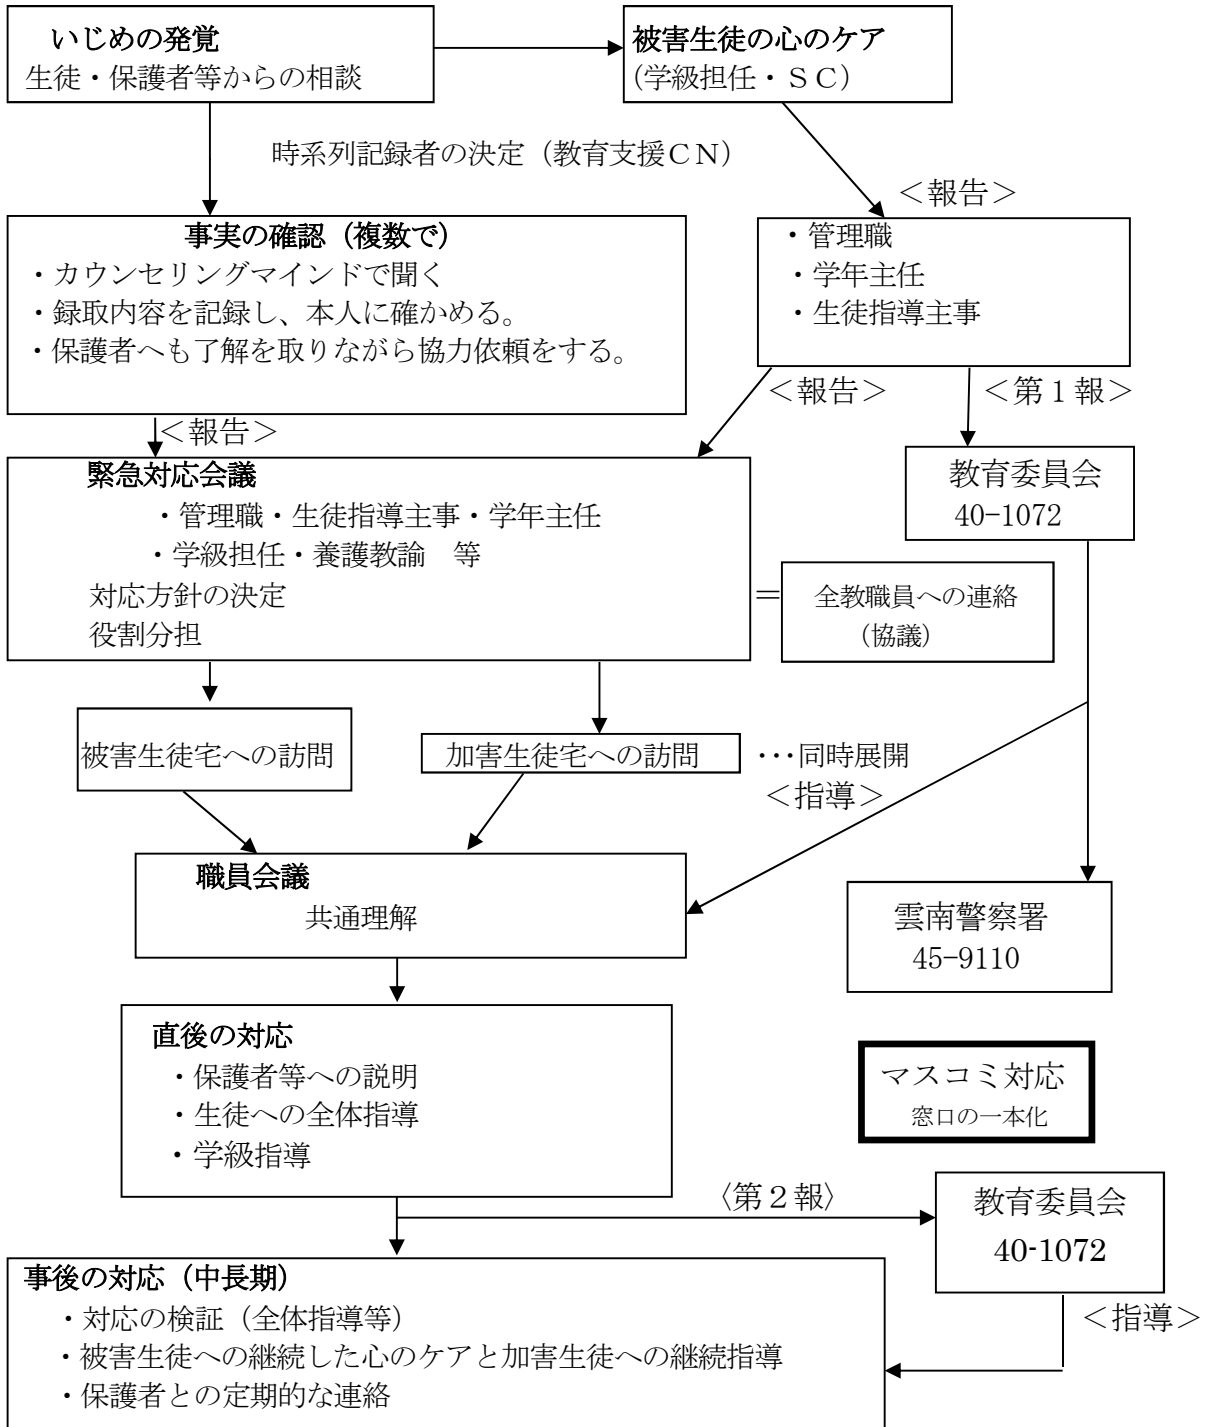 いじめの発覚
生徒・保護者等からの相談
被害生徒の心のケア
(学級担任・ＳＣ)
時系列記録者の決定（教育支援ＣＮ）
＜報告＞
事実の確認（複数で）
・カウンセリングマインドで聞く
・録取内容を記録し、本人に確かめる。
・保護者へも了解を取りながら協力依頼をする。
・管理職
・学年主任
・生徒指導主事
＜報告＞
＜第１報＞
＜報告＞
緊急対応会議
・管理職・生徒指導主事・学年主任
・学級担任・養護教諭　等
対応方針の決定
役割分担
教育委員会
40-1072
＝
全教職員への連絡
（協議）
被害生徒宅への訪問
加害生徒宅への訪問
…同時展開
＜指導＞
職員会議
共通理解
雲南警察署
45-9110
直後の対応
・保護者等への説明
・生徒への全体指導
・学級指導
マスコミ対応
窓口の一本化
〈第２報〉
教育委員会
40-1072
＜指導＞
事後の対応（中長期）
・対応の検証（全体指導等）
・被害生徒への継続した心のケアと加害生徒への継続指導
・保護者との定期的な連絡